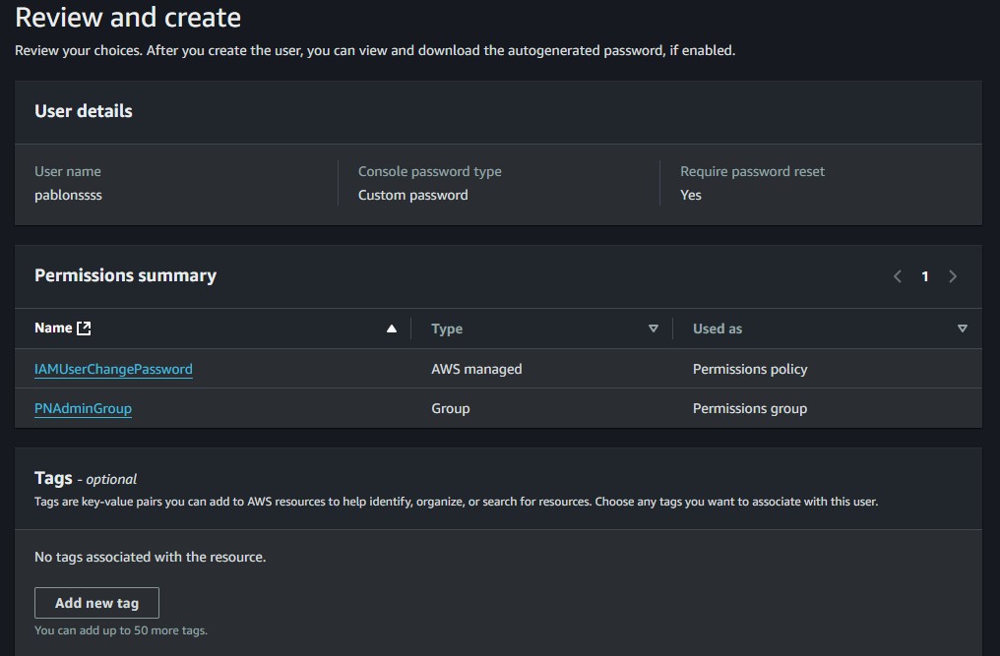 Review and create
Review your choices. After you create the user, you can view and download the autogenerated password, if enabled.
User details
User name
pablonssss
Console password type
Custom password
Require password reset
Yes
Permissions summary
1
Name Type Used as
IAMUserChangePassword AWS managed Permissions policy
PNAdminGroup Group Permissions group
Tags - optional
Tags are key-value pairs you can add to AWS resources to help identify, organize, or search for resources. Choose any tags you want to associate with this user.
No tags associated with the resource.
Add new tag
You can add up to 50 more tags.